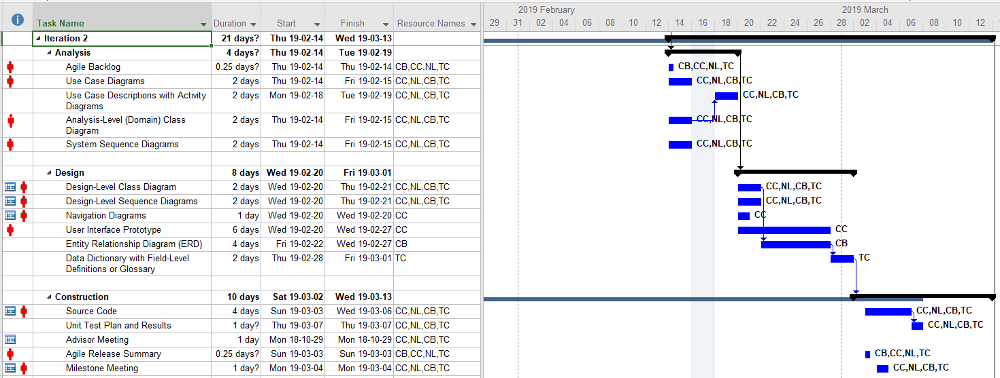 2019 February 2019 March
Task Name Duration Start Finish Resource Names 29 31 02 04 06 08 10 12 14 16 18 20 22 24 26 28 02 04 06 08 10 12
Iteration 2 21 days? Thu 19-02-14 Wed 19-03-13
Analysis 4 days? Thu 19-02-14 Tue 19-02-19
Agile Backlog 0.25 days? Thu 19-02-14 Thu 19-02-14 CB,CC,NL,TC CB,CC,NL,TC
Use Case Diagrams 2 days Thu 19-02-14 Fri 19-02-15 CC,NL,CB,TC CC,NL,CB,TC
Use Case Descriptions with Activity 2 days Mon 19-02-18 Tue 19-02-19 CC,NL,CB,TC CC,NL,CB,TC
Diagrams
Analysis-Level (Domain) Class 2 days Thu 19-02-14 Fri 19-02-15 CC,NL,CB,TC CC,NL,CB,TC
Diagram
System Sequence Diagrams 2 days Thu 19-02-14 Fri 19-02-15 CC,NL,CB,TC CC,NL,CB,TC
Design 8 days Wed 19-02-20 Fri 19-03-01
Design-Level Class Diagram 2 days Wed 19-02-20 Thu 19-02-21 CC,NL,CB,TC CC,NL,CB,TC
Design-Level Sequence Diagrams 2 days Wed 19-02-20 Thu 19-02-21 CC,NL,CB,TC CC,NL,CB,TC
Navigation Diagrams 1 day Wed 19-02-20 Wed 19-02-20 CC CC
User Interface Prototype 6 days Wed 19-02-20 Wed 19-02-27 CC CC
Entity Relationship Diagram (ERD) 4 days Fri 19-02-22 Wed 19-02-27 CB CB
Data Dictionary with Field-Level 2 days Thu 19-02-28 Fri 19-03-01 TC TC
Definitions or Glossary
Construction 10 days Sat 19-03-02 Wed 19-03-13
Source Code 4 days Sun 19-03-03 Wed 19-03-06 CC,NL,CB,TC CC,NL,CB,TC
Unit Test Plan and Results 1 day? Thu 19-03-07 Thu 19-03-07 CC,NL,CB,TC CC,NL,CB,TC
Advisor Meeting 1 day Mon 18-10-29 Mon 18-10-29 CC,NL,CB,TC
Agile Release Summary 0.25 days? Sun 19-03-03 Sun 19-03-03 CB,CC,NL,TC CB,CC,NL,TC
Milestone Meeting 1 day? Mon 19-03-04 Mon 19-03-04 CC,NL,CB,TC CC,NL,CB,TC